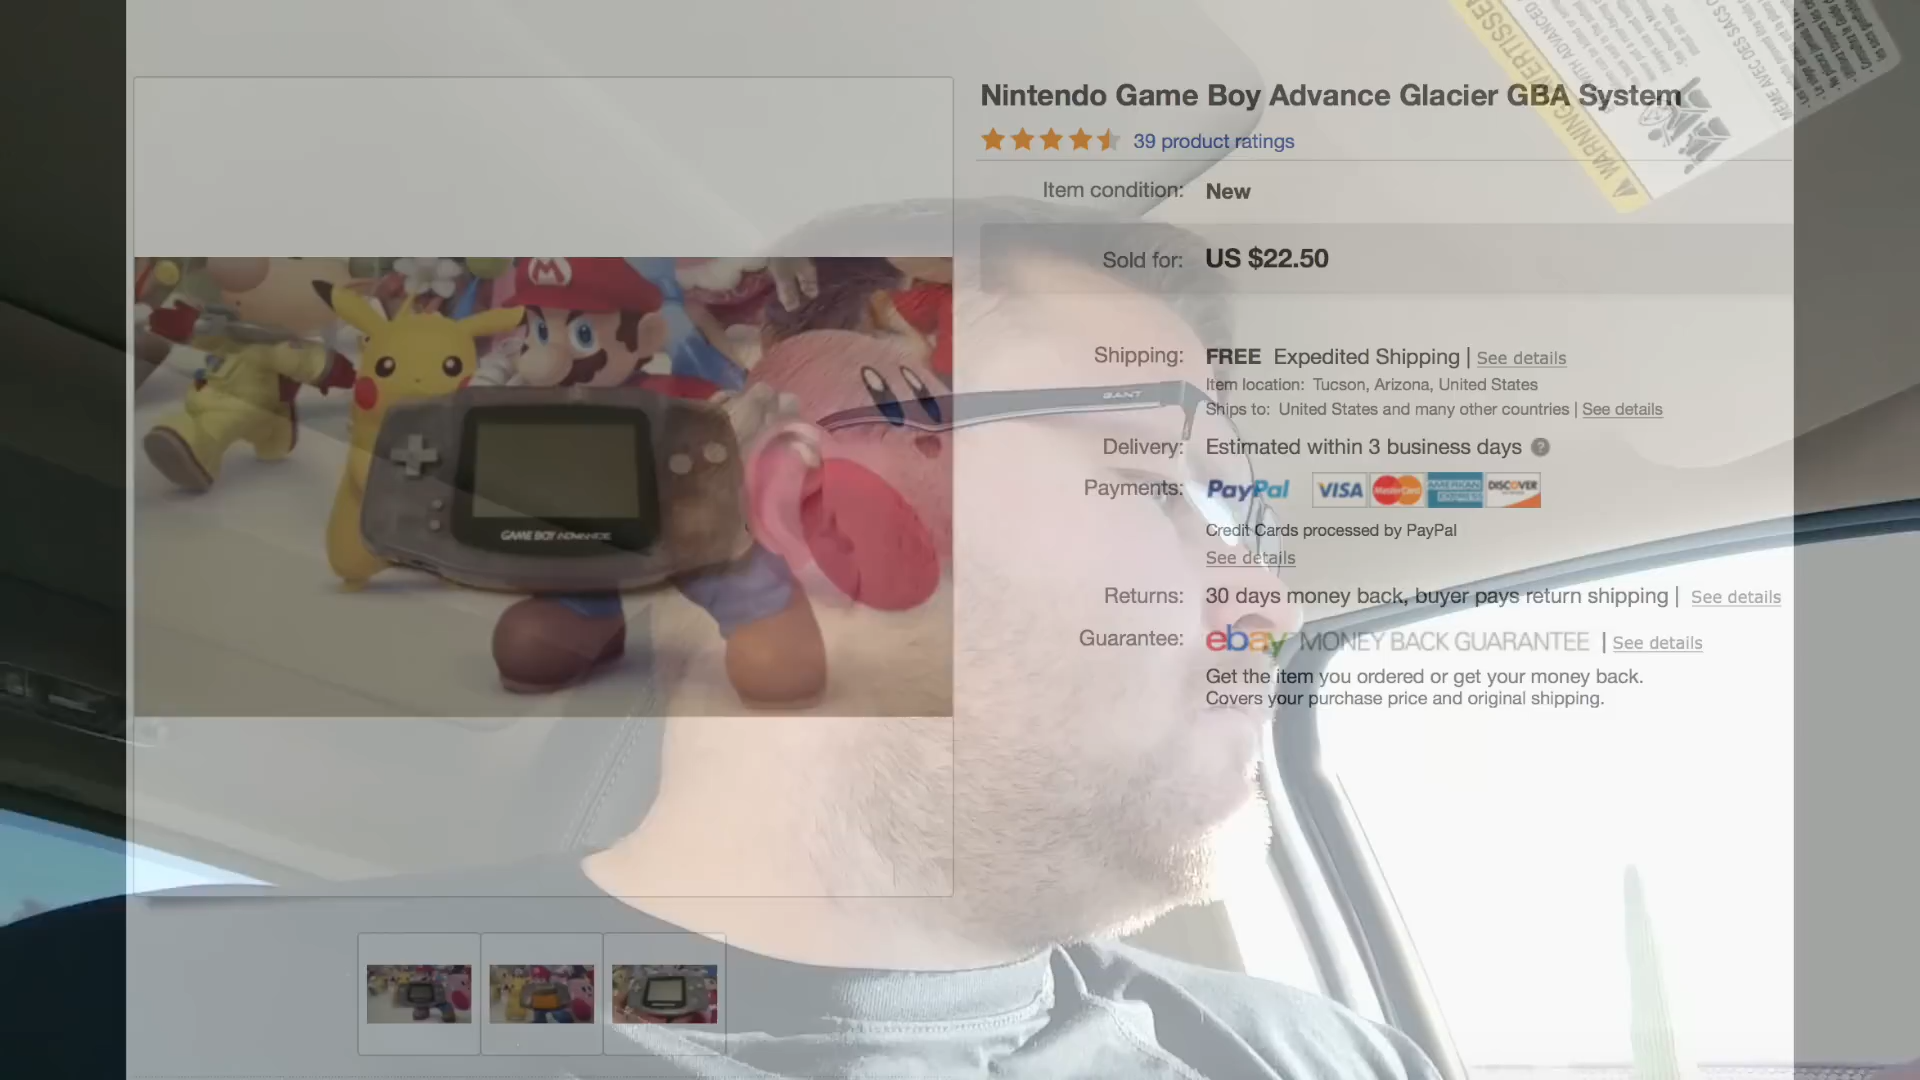 Nintendo Game Boy Advance Glacier GBA System
39 product ratings
Item condition: New
Sold for: US $22.50
Shipping: FREE Expedited Shipping | See details
Item location: Tucson, Arizona, United States
Ships to: United States and many other countries | See details
Delivery: Estimated within 3 business days ?
Payments: PayPal VISA MasterCard AMERICAN EXPRESS DISCOVER
Credit Cards processed by PayPal
See details
Returns: 30 days money back, buyer pays return shipping | See details
Guarantee: ebay MONEY BACK GUARANTEE | See details
Get the item you ordered or get your money back.
Covers your purchase price and original shipping.
M
GAME BOY ADVANCE
GANT
WARNING